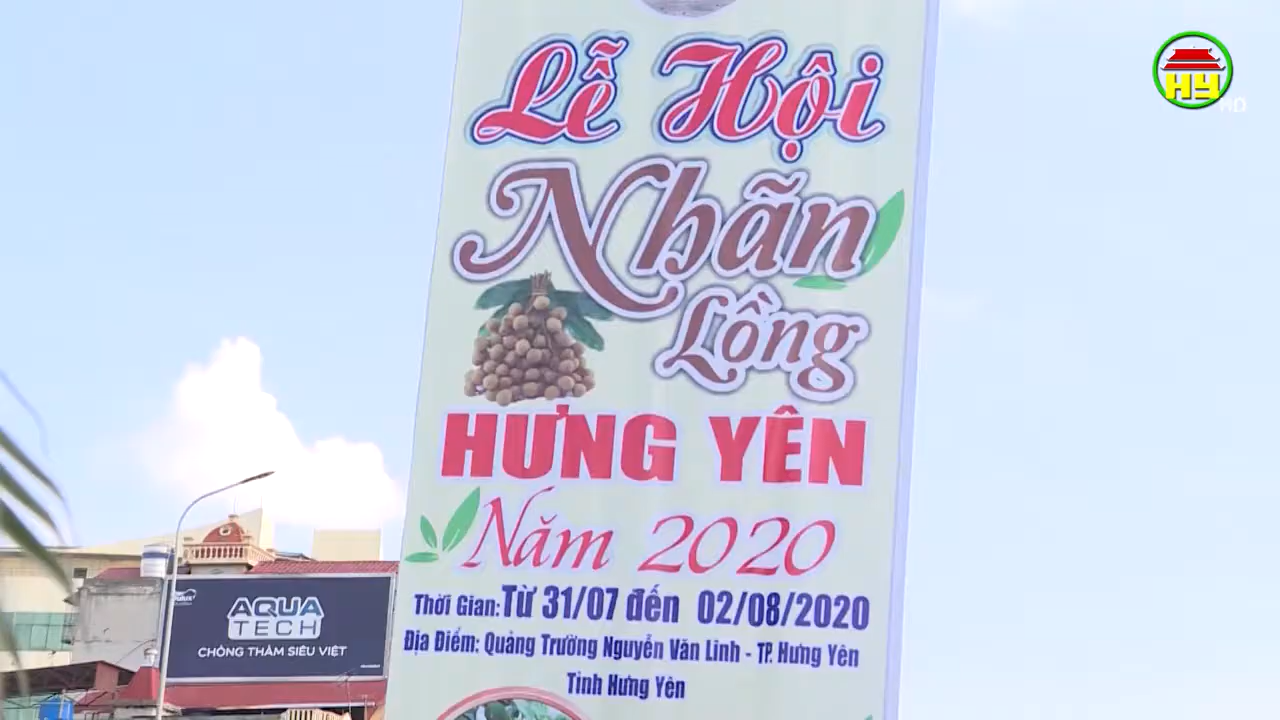 Lễ Hội
Nhãn
Lồng
HƯNG YÊN
Năm 2020
Thời Gian: Từ 31/07 đến 02/08/2020
Địa Điểm: Quảng Trường Nguyễn Văn Linh - TP. Hưng Yên
Tỉnh Hưng Yên
HY
HD
AQUA
TECH
CHỐNG THẤM SIÊU VIỆT